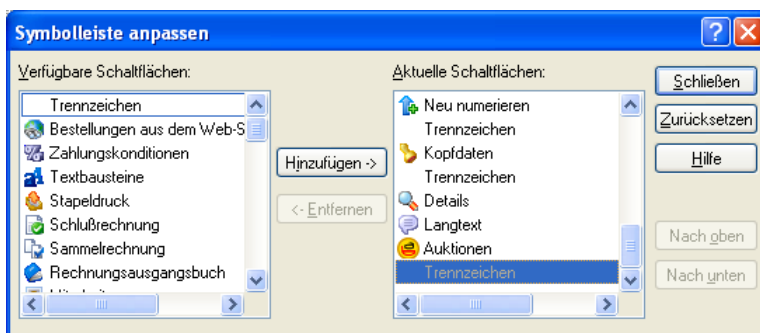 Symbolleiste anpassen
Verfügbare Schaltflächen:
Trennzeichen
Bestellungen aus dem Web-S
Zahlungskonditionen
Textbausteine
Stapeldruck
Schlußrechnung
Sammelrechnung
Rechnungsausgangsbuch
Hinzufügen ->
<- Entfernen
Aktuelle Schaltflächen:
Neu numerieren
Trennzeichen
Kopfdaten
Trennzeichen
Details
Langtext
Auktionen
Trennzeichen
Schließen
Zurücksetzen
Hilfe
Nach oben
Nach unten